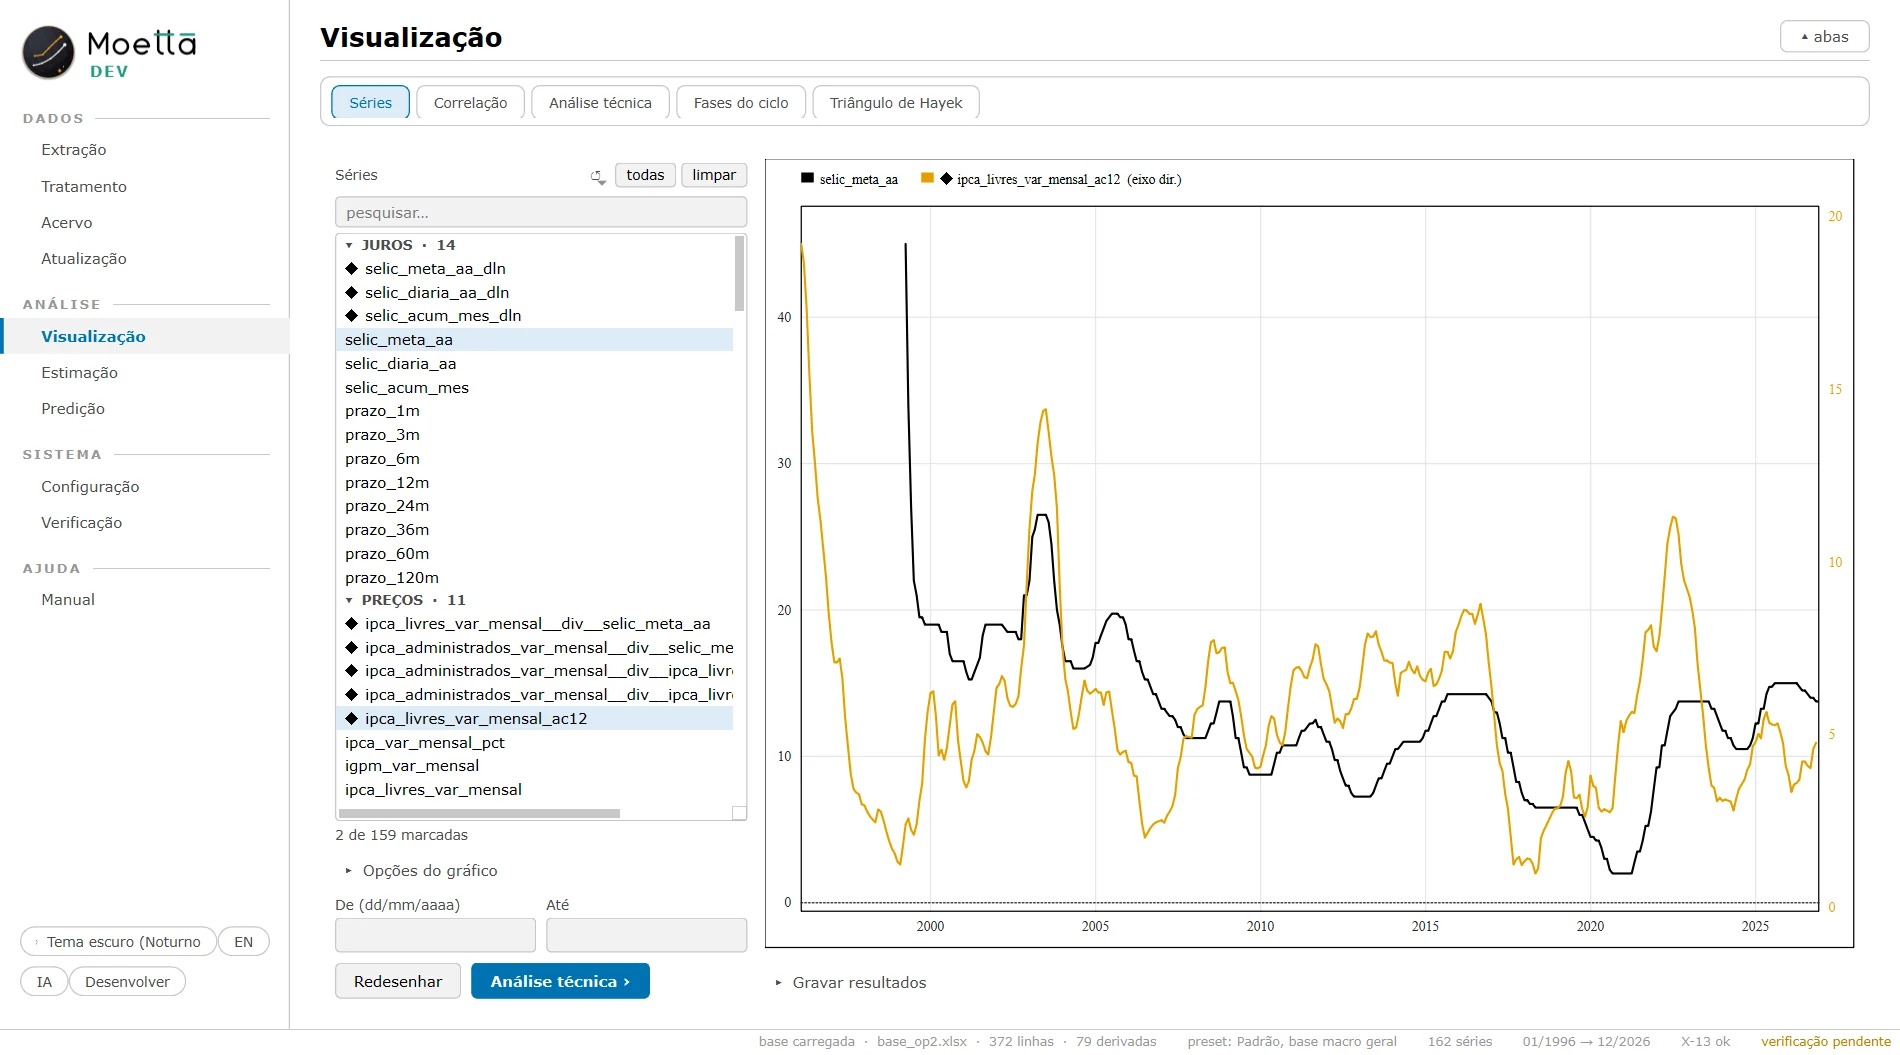 Moetta
DEV
DADOS
Extração
Tratamento
Acervo
Atualização
ANÁLISE
Visualização
Estimação
Predição
SISTEMA
Configuração
Verificação
AJUDA
Manual
Tema escuro (Noturno
EN
IA
Desenvolver
Visualização
▲ abas
Séries
Correlação
Análise técnica
Fases do ciclo
Triângulo de Hayek
Séries
todas
limpar
pesquisar...
▼ JUROS · 14
◆ selic_meta_aa_dln
◆ selic_diaria_aa_dln
◆ selic_acum_mes_dln
selic_meta_aa
selic_diaria_aa
selic_acum_mes
prazo_1m
prazo_3m
prazo_6m
prazo_12m
prazo_24m
prazo_36m
prazo_60m
prazo_120m
▼ PREÇOS · 11
◆ ipca_livres_var_mensal__div__selic_meta_aa
◆ ipca_administrados_var_mensal__div__selic_me
◆ ipca_administrados_var_mensal__div__ipca_livr
◆ ipca_administrados_var_mensal__div__ipca_livr
◆ ipca_livres_var_mensal_ac12
ipca_var_mensal_pct
igpm_var_mensal
ipca_livres_var_mensal
2 de 159 marcadas
► Opções do gráfico
De (dd/mm/aaaa)
Até
Redesenhar
Análise técnica ›
selic_meta_aa
◆ ipca_livres_var_mensal_ac12 (eixo dir.)
40
30
20
10
0
20
15
10
5
0
2000
2005
2010
2015
2020
2025
► Gravar resultados
base carregada · base_op2.xlsx · 372 linhas · 79 derivadas
preset: Padrão, base macro geral
162 séries
01/1996 → 12/2026
X-13 ok
verificação pendente